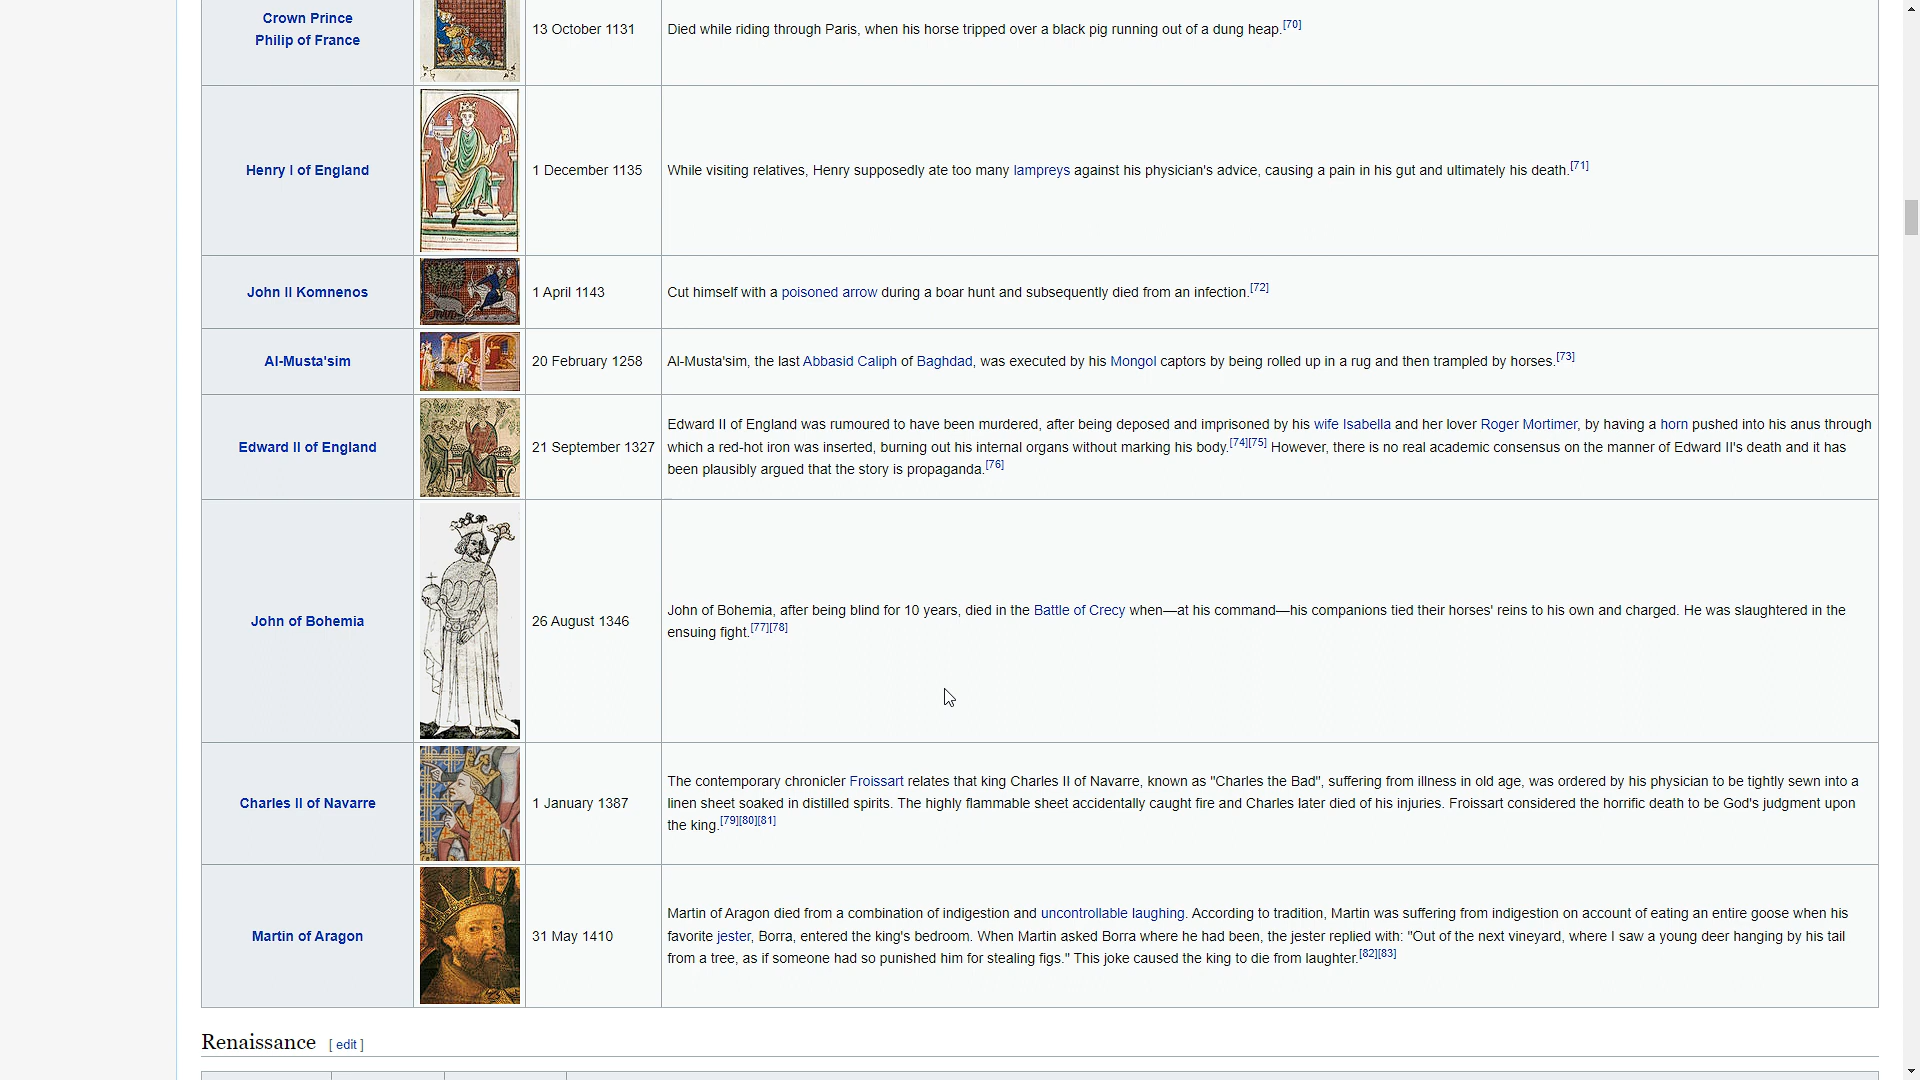 Crown Prince
Philip of France
13 October 1131
Died while riding through Paris, when his horse tripped over a black pig running out of a dung heap.[70]
Henry I of England
1 December 1135
While visiting relatives, Henry supposedly ate too many lampreys against his physician's advice, causing a pain in his gut and ultimately his death.[71]
John II Komnenos
1 April 1143
Cut himself with a poisoned arrow during a boar hunt and subsequently died from an infection.[72]
Al-Musta'sim
20 February 1258
Al-Musta'sim, the last Abbasid Caliph of Baghdad, was executed by his Mongol captors by being rolled up in a rug and then trampled by horses.[73]
Edward II of England
21 September 1327
Edward II of England was rumoured to have been murdered, after being deposed and imprisoned by his wife Isabella and her lover Roger Mortimer, by having a horn pushed into his anus through
which a red-hot iron was inserted, burning out his internal organs without marking his body.[74][75] However, there is no real academic consensus on the manner of Edward II's death and it has
been plausibly argued that the story is propaganda.[76]
John of Bohemia
26 August 1346
John of Bohemia, after being blind for 10 years, died in the Battle of Crecy when—at his command—his companions tied their horses' reins to his own and charged. He was slaughtered in the
ensuing fight.[77][78]
Charles II of Navarre
1 January 1387
The contemporary chronicler Froissart relates that king Charles II of Navarre, known as "Charles the Bad", suffering from illness in old age, was ordered by his physician to be tightly sewn into a
linen sheet soaked in distilled spirits. The highly flammable sheet accidentally caught fire and Charles later died of his injuries. Froissart considered the horrific death to be God's judgment upon
the king.[79][80][81]
Martin of Aragon
31 May 1410
Martin of Aragon died from a combination of indigestion and uncontrollable laughing. According to tradition, Martin was suffering from indigestion on account of eating an entire goose when his
favorite jester, Borra, entered the king's bedroom. When Martin asked Borra where he had been, the jester replied with: "Out of the next vineyard, where I saw a young deer hanging by his tail
from a tree, as if someone had so punished him for stealing figs." This joke caused the king to die from laughter.[82][83]
Renaissance [ edit ]